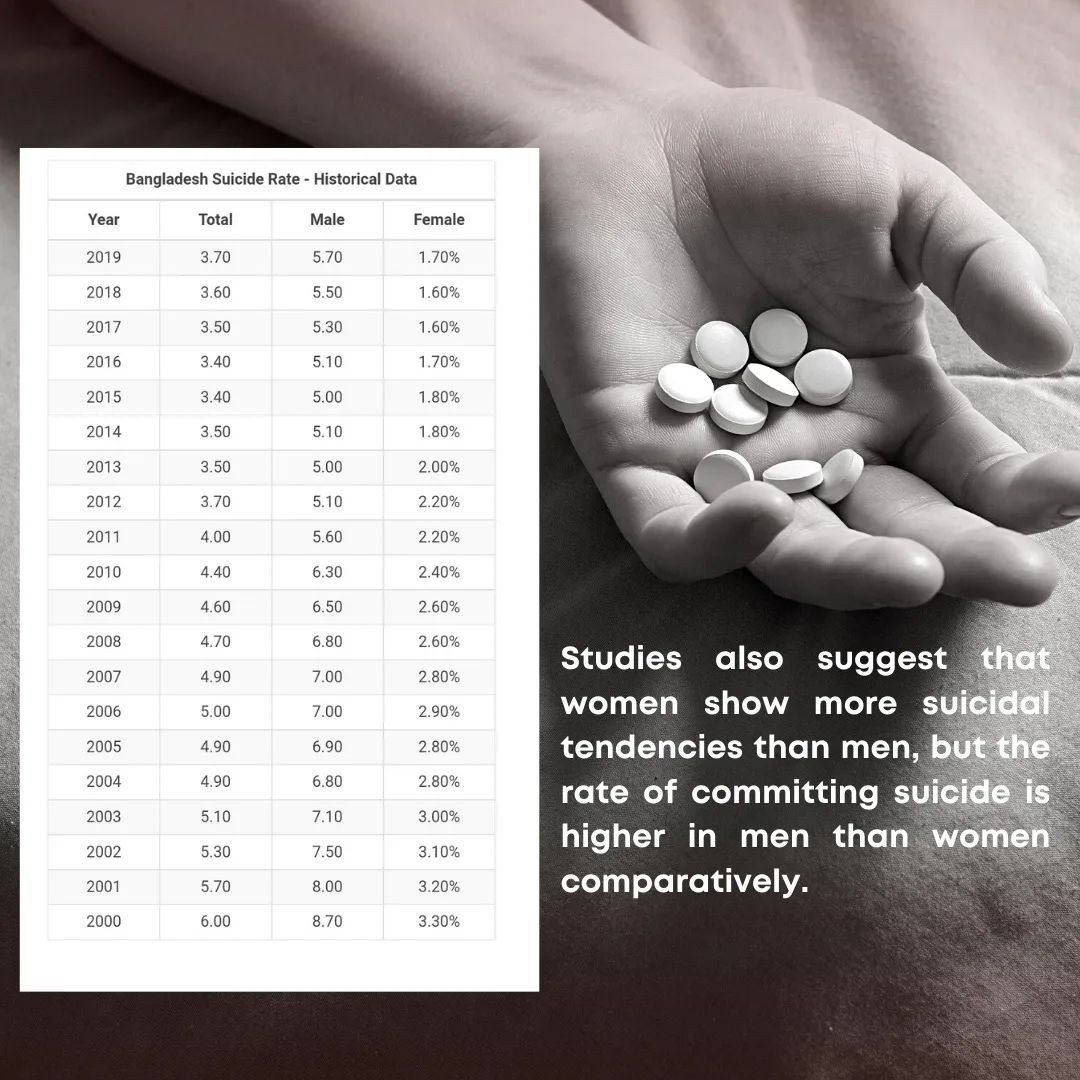 Bangladesh Suicide Rate - Historical Data
Year Total Male Female
2019 3.70 5.70 1.70%
2018 3.60 5.50 1.60%
2017 3.50 5.30 1.60%
2016 3.40 5.10 1.70%
2015 3.40 5.00 1.80%
2014 3.50 5.10 1.80%
2013 3.50 5.00 2.00%
2012 3.70 5.10 2.20%
2011 4.00 5.60 2.20%
2010 4.40 6.30 2.40%
2009 4.60 6.50 2.60%
2008 4.70 6.80 2.60%
2007 4.90 7.00 2.80%
2006 5.00 7.00 2.90%
2005 4.90 6.90 2.80%
2004 4.90 6.80 2.80%
2003 5.10 7.10 3.00%
2002 5.30 7.50 3.10%
2001 5.70 8.00 3.20%
2000 6.00 8.70 3.30%
Studies also suggest that
women show more suicidal
tendencies than men, but the
rate of committing suicide is
higher in men than women
comparatively.